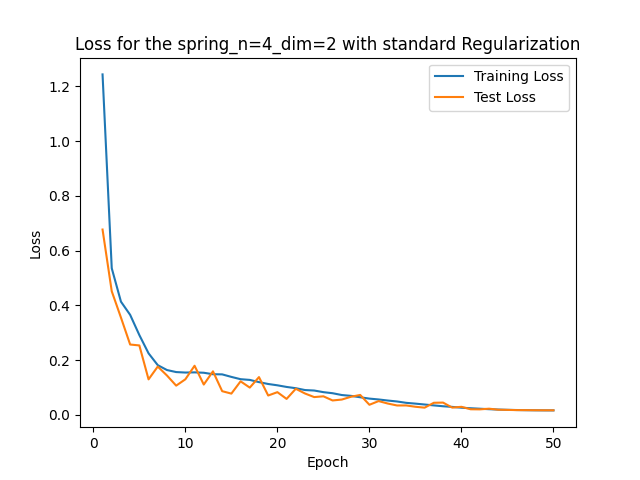 Loss for the spring_n=4_dim=2 with standard Regularization
Training Loss
Test Loss
Loss
1.2
1.0
0.8
0.6
0.4
0.2
0.0
0 10 20 30 40 50
Epoch